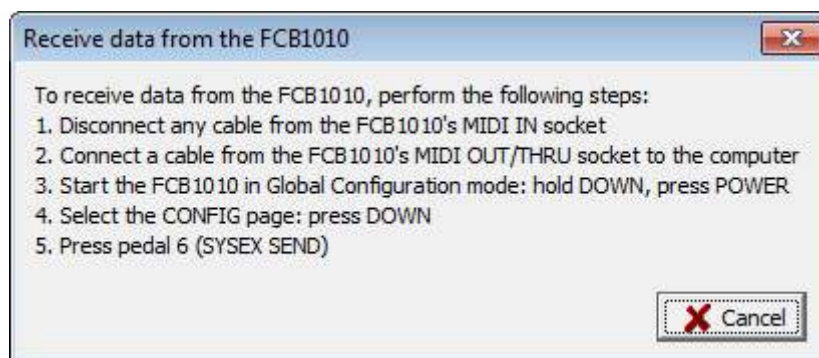 Receive data from the FCB1010
To receive data from the FCB1010, perform the following steps:
1. Disconnect any cable from the FCB1010's MIDI IN socket
2. Connect a cable from the FCB1010's MIDI OUT/THRU socket to the computer
3. Start the FCB1010 in Global Configuration mode: hold DOWN, press POWER
4. Select the CONFIG page: press DOWN
5. Press pedal 6 (SYSEX SEND)
Cancel